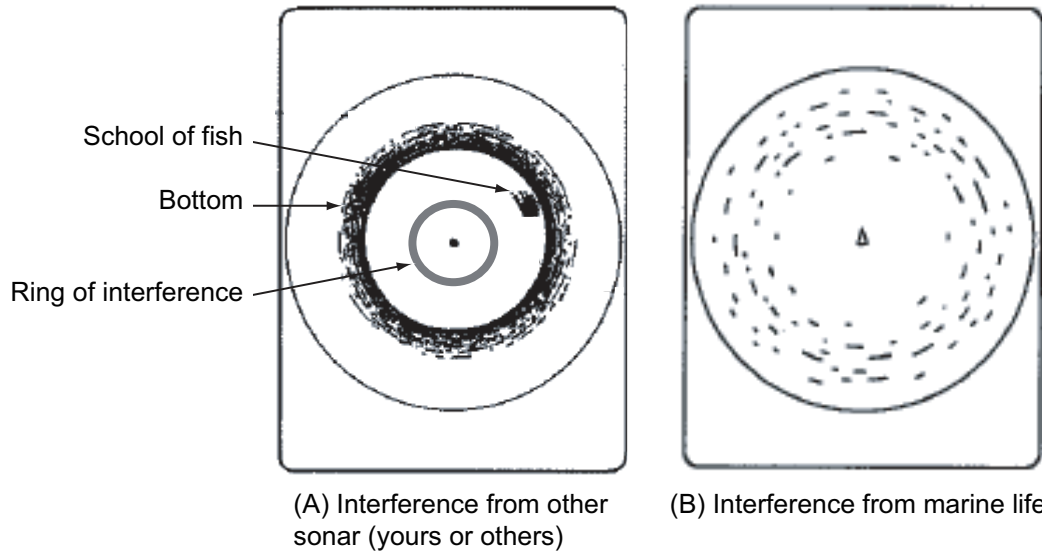 School of fish
Bottom
Ring of interference
(A) Interference from other
sonar (yours or others)
(B) Interference from marine life